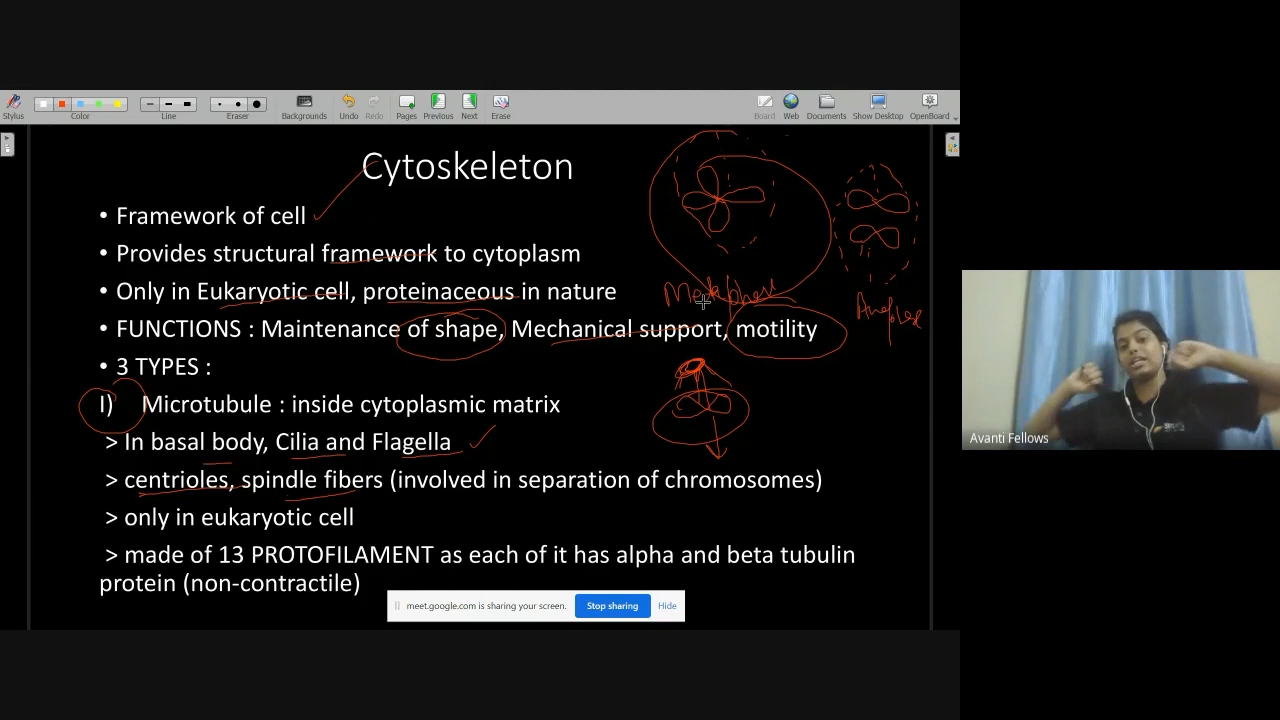 Stylus
Color
Line
Eraser
Backgrounds
Undo
Redo
Pages
Previous
Next
Erase
Board
Web
Documents
Show Desktop
OpenBoard
Cytoskeleton
• Framework of cell
• Provides structural framework to cytoplasm
• Only in Eukaryotic cell, proteinaceous in nature
• FUNCTIONS : Maintenance of shape, Mechanical support, motility
• 3 TYPES :
I) Microtubule : inside cytoplasmic matrix
> In basal body, Cilia and Flagella
> centrioles, spindle fibers (involved in separation of chromosomes)
> only in eukaryotic cell
> made of 13 PROTOFILAMENT as each of it has alpha and beta tubulin
protein (non-contractile)
Metaphase
Anaphase
meet.google.com is sharing your screen.
Stop sharing
Hide
Avanti Fellows